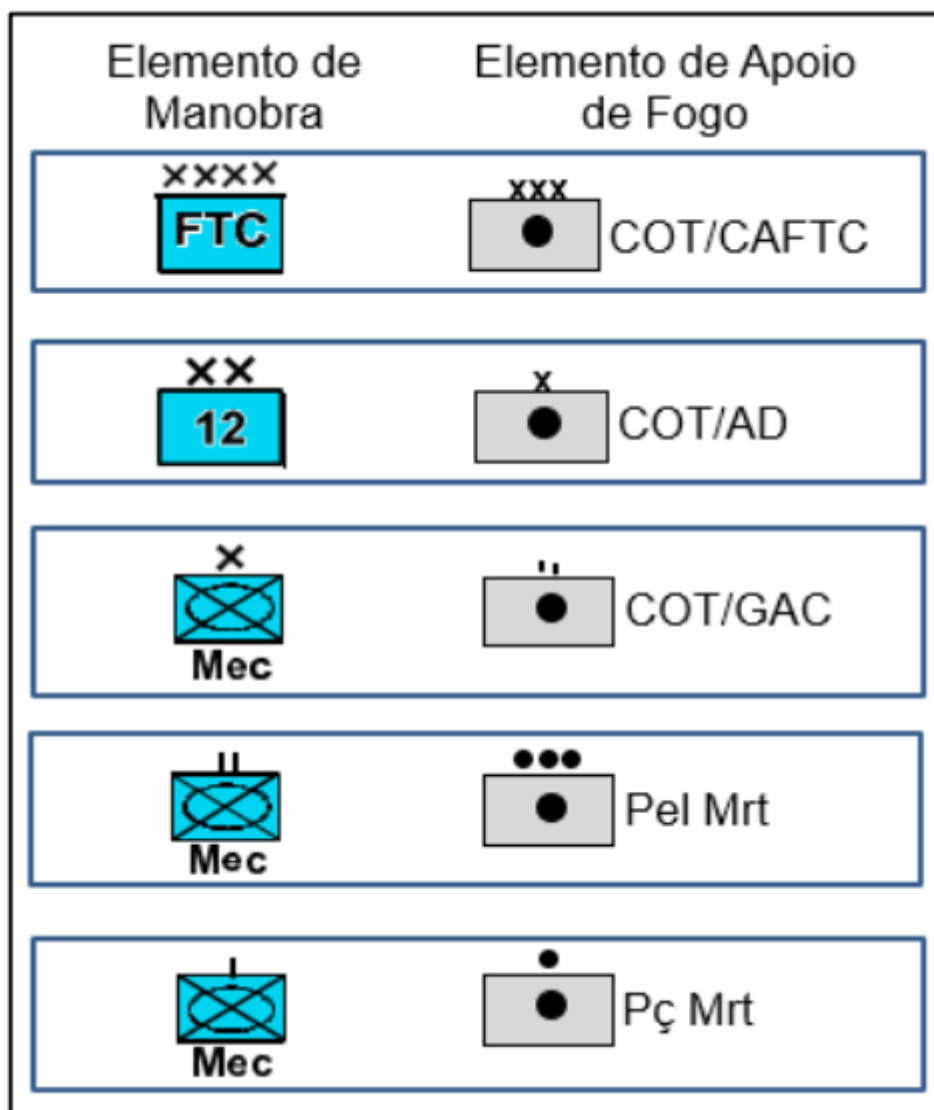 Elemento de Manobra
Elemento de Apoio de Fogo
××××
FTC
xxx
COT/CAFTC
××
12
x
COT/AD
×
Mec
COT/GAC
II
Mec
Pel Mrt
I
Mec
Pç Mrt